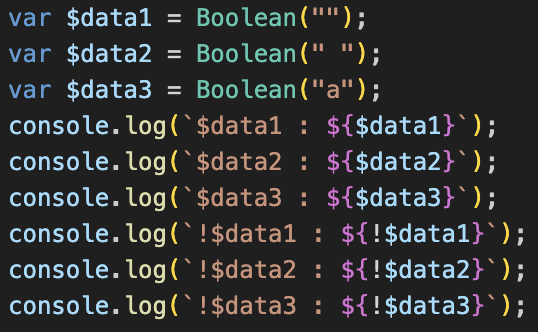 var $data1 = Boolean("");
var $data2 = Boolean(" ");
var $data3 = Boolean("a");
console.log(`$data1 : ${$data1}`);
console.log(`$data2 : ${$data2}`);
console.log(`$data3 : ${$data3}`);
console.log(`!$data1 : ${!$data1}`);
console.log(`!$data2 : ${!$data2}`);
console.log(`!$data3 : ${!$data3}`);